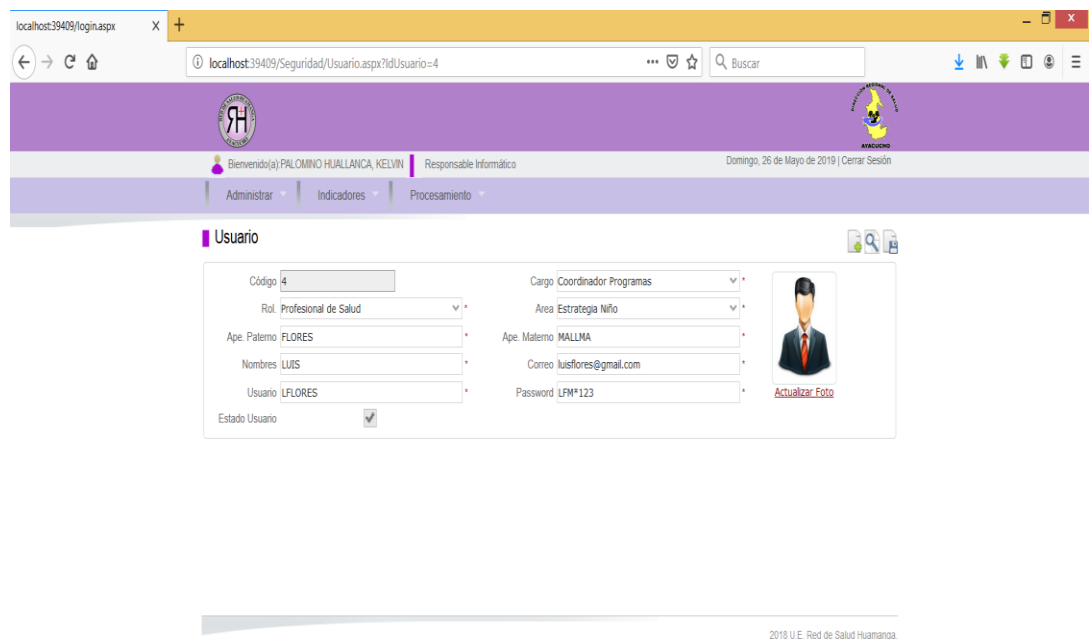 localhost:39409/login.aspx X +
localhost:39409/Seguridad/Usuario.aspx?IdUsuario=4 Buscar
RH
AYACUCHO
Bienvenido(a):PALOMINO HUALLANCA, KELVIN Responsable Informático Domingo, 26 de Mayo de 2019 | Cerrar Sesión
Administrar Indicadores Procesamiento
Usuario
Código 4 Cargo Coordinador Programas *
Rol. Profesional de Salud * Area Estrategia Niño *
Ape. Paterno FLORES * Ape. Materno MALLMA *
Nombres LUIS * Correo luisflores@gmail.com *
Usuario LFLORES * Password LFM*123 *
Actualizar Foto
Estado Usuario
2018 U.E. Red de Salud Huamanga.